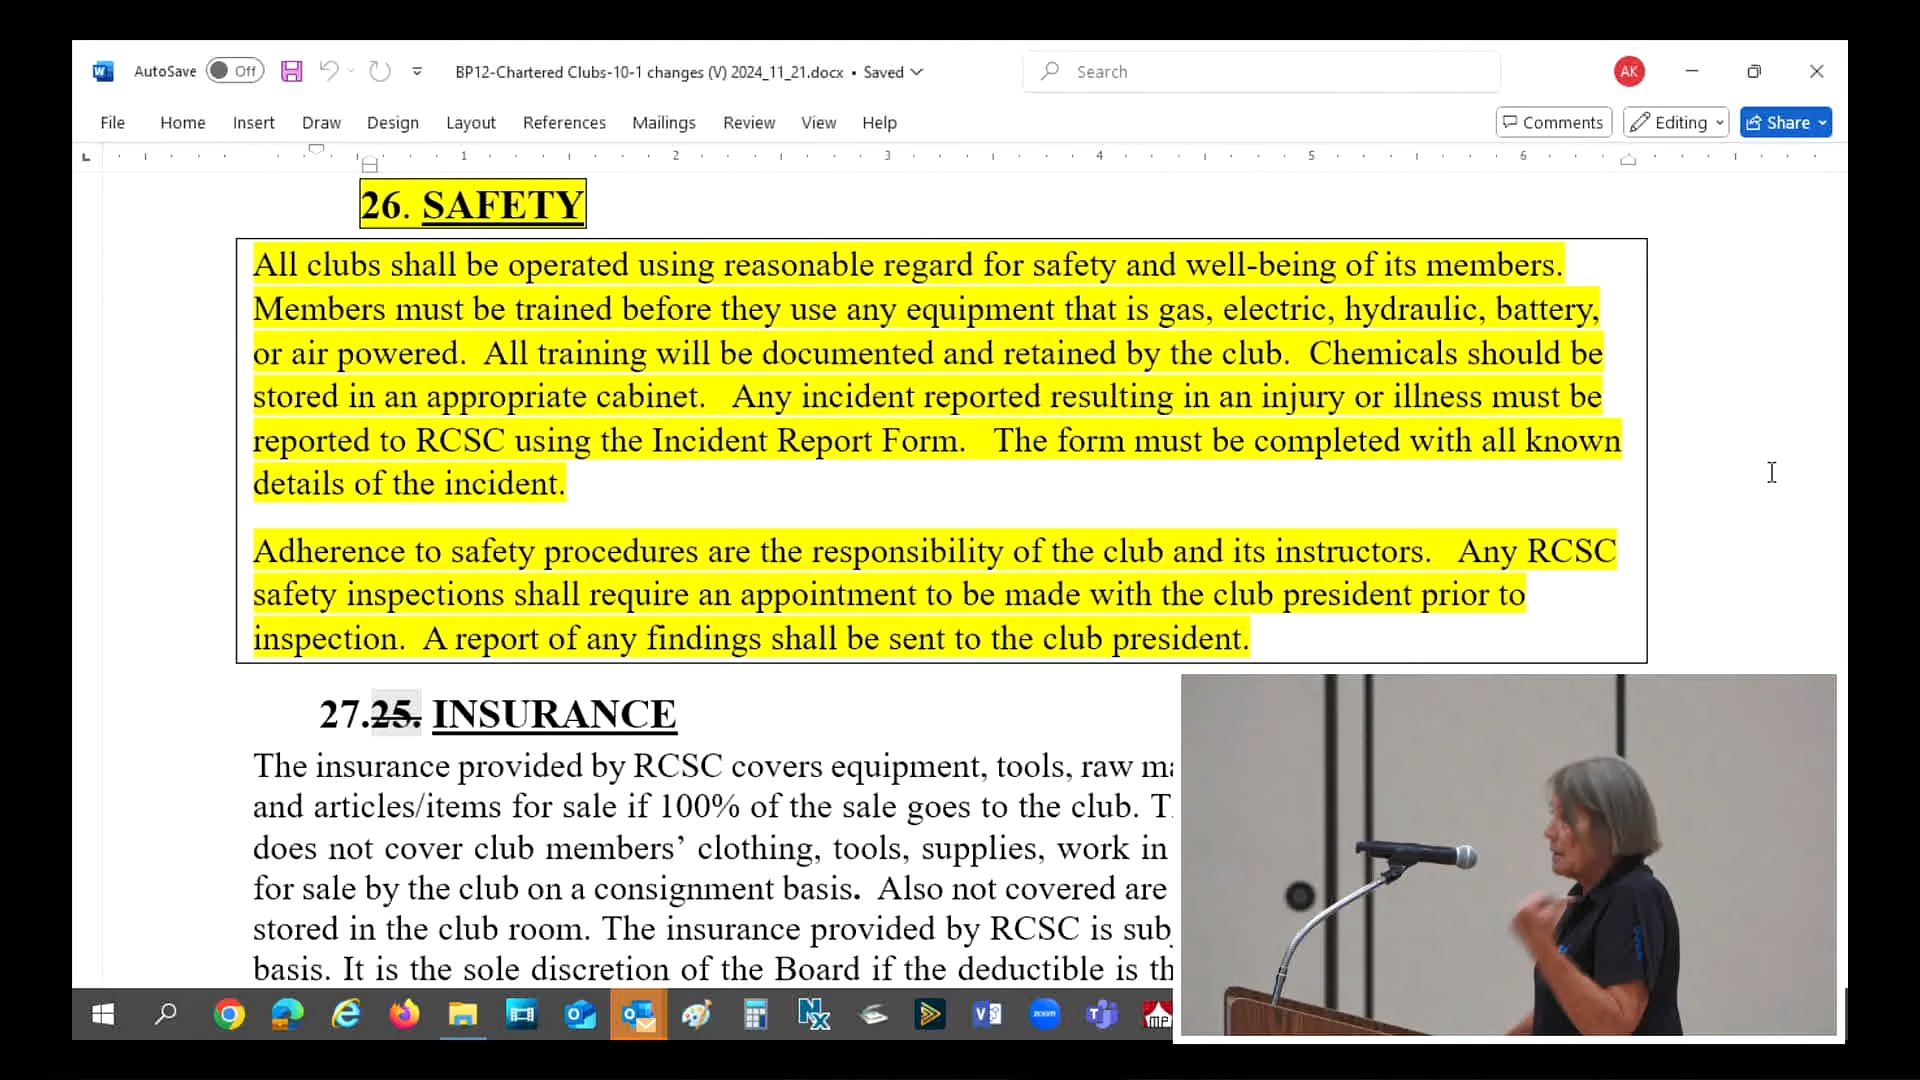 AutoSave Off BP12-Chartered Clubs-10-1 changes (V) 2024_11_21.docx • Saved Search AK
File Home Insert Draw Design Layout References Mailings Review View Help Comments Editing Share
1 2 3 4 5 6
26. SAFETY
All clubs shall be operated using reasonable regard for safety and well-being of its members.
Members must be trained before they use any equipment that is gas, electric, hydraulic, battery,
or air powered. All training will be documented and retained by the club. Chemicals should be
stored in an appropriate cabinet. Any incident reported resulting in an injury or illness must be
reported to RCSC using the Incident Report Form. The form must be completed with all known
details of the incident.
Adherence to safety procedures are the responsibility of the club and its instructors. Any RCSC
safety inspections shall require an appointment to be made with the club president prior to
inspection. A report of any findings shall be sent to the club president.
27.25. INSURANCE
The insurance provided by RCSC covers equipment, tools, raw
and articles/items for sale if 100% of the sale goes to the club.
does not cover club members’ clothing, tools, supplies, work in
for sale by the club on a consignment basis. Also not covered are
stored in the club room. The insurance provided by RCSC is
basis. It is the sole discretion of the Board if the deductible is
zoom